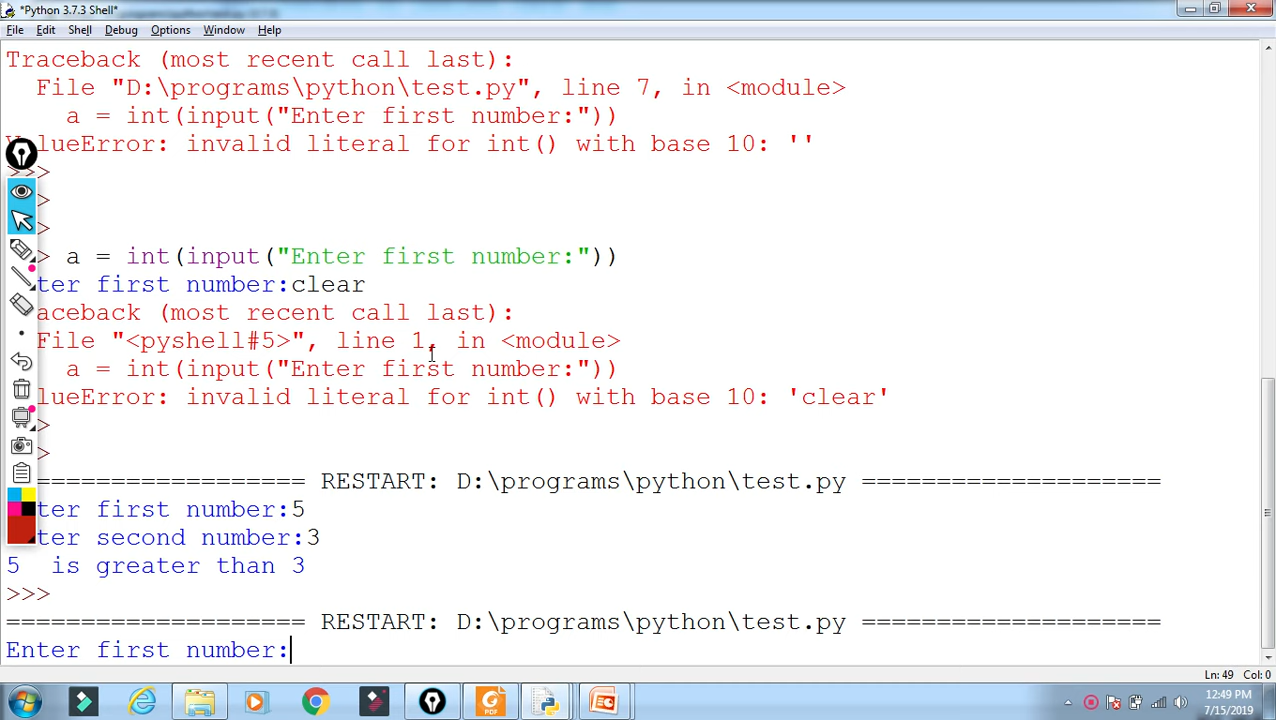 *Python 3.7.3 Shell*
File Edit Shell Debug Options Window Help
Traceback (most recent call last):
File "D:\programs\python\test.py", line 7, in <module>
a = int(input("Enter first number:"))
lueError: invalid literal for int() with base 10: ''
>>>
>
>
> a = int(input("Enter first number:"))
ter first number:clear
aceback (most recent call last):
File "<pyshell#5>", line 1, in <module>
a = int(input("Enter first number:"))
lueError: invalid literal for int() with base 10: 'clear'
>
>
================== RESTART: D:\programs\python\test.py ====================
ter first number:5
ter second number:3
5  is greater than 3
>>>
==================== RESTART: D:\programs\python\test.py ====================
Enter first number:
Ln: 49 Col: 0
PDF
12:49 PM
7/15/2019